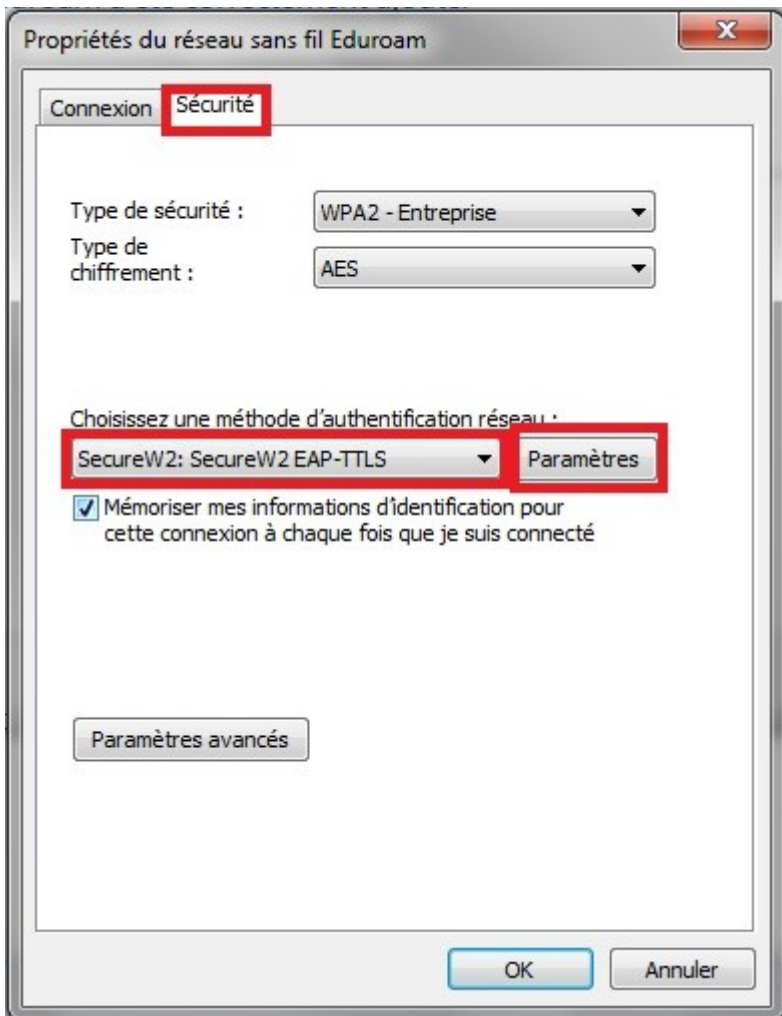 Propriétés du réseau sans fil Eduroam
Connexion
Sécurité
Type de sécurité :
WPA2 - Entreprise
Type de
chiffrement :
AES
Choisissez une méthode d'authentification réseau :
SecureW2: SecureW2 EAP-TTLS
Paramètres
Mémoriser mes informations d'identification pour
cette connexion à chaque fois que je suis connecté
Paramètres avancés
OK
Annuler